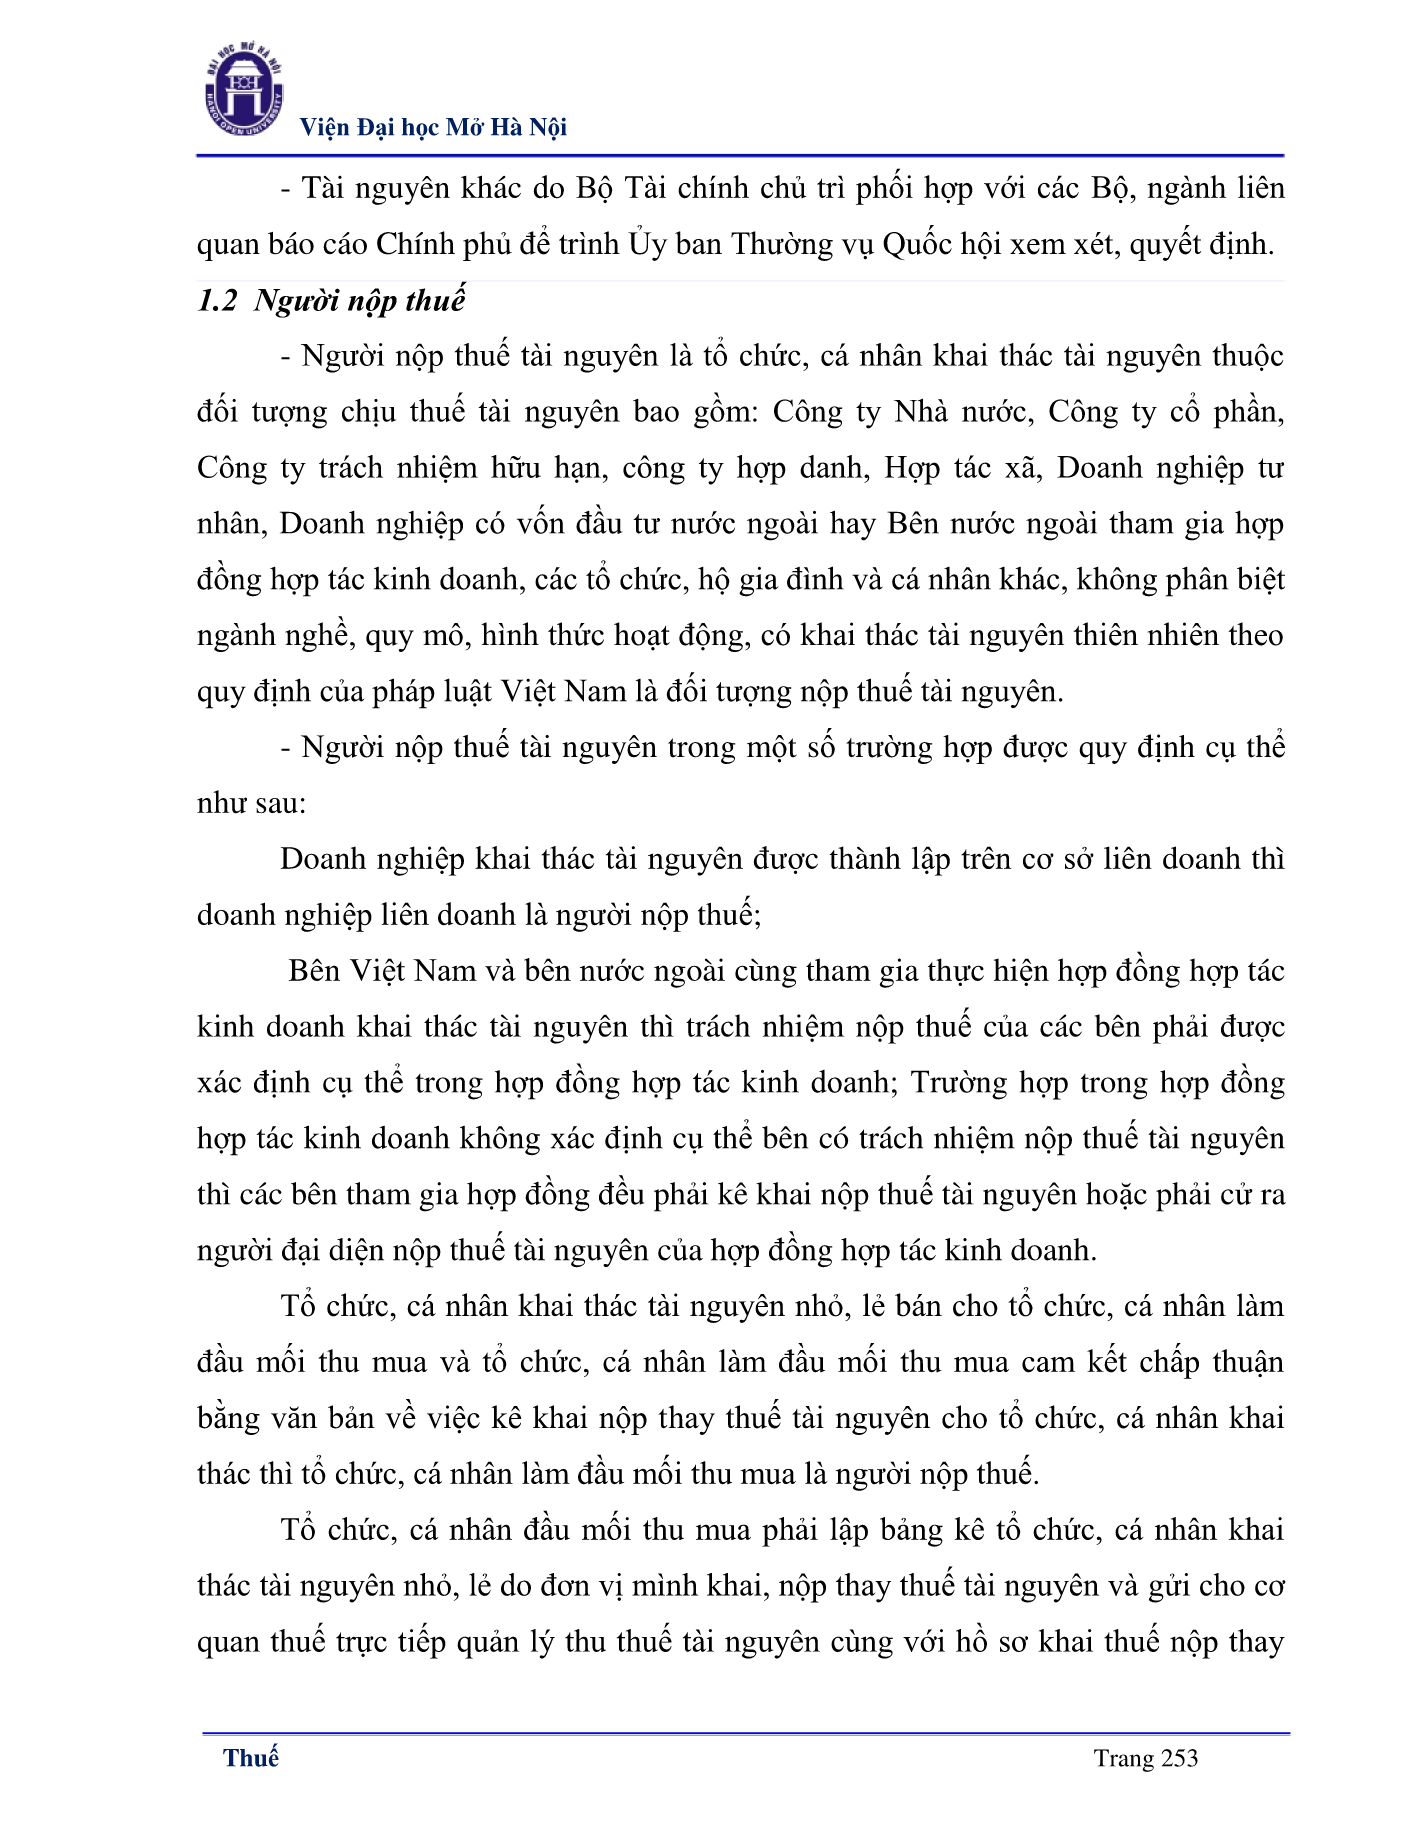 ĐẠI HỌC MỞ HÀ NỘI
HANOI OPEN UNIVERSITY
Viện Đại học Mở Hà Nội
- Tài nguyên khác do Bộ Tài chính chủ trì phối hợp với các Bộ, ngành liên
quan báo cáo Chính phủ để trình Ủy ban Thường vụ Quốc hội xem xét, quyết định.
1.2 Người nộp thuế
- Người nộp thuế tài nguyên là tổ chức, cá nhân khai thác tài nguyên thuộc
đối tượng chịu thuế tài nguyên bao gồm: Công ty Nhà nước, Công ty cổ phần,
Công ty trách nhiệm hữu hạn, công ty hợp danh, Hợp tác xã, Doanh nghiệp tư
nhân, Doanh nghiệp có vốn đầu tư nước ngoài hay Bên nước ngoài tham gia hợp
đồng hợp tác kinh doanh, các tổ chức, hộ gia đình và cá nhân khác, không phân biệt
ngành nghề, quy mô, hình thức hoạt động, có khai thác tài nguyên thiên nhiên theo
quy định của pháp luật Việt Nam là đối tượng nộp thuế tài nguyên.
- Người nộp thuế tài nguyên trong một số trường hợp được quy định cụ thể
như sau:
Doanh nghiệp khai thác tài nguyên được thành lập trên cơ sở liên doanh thì
doanh nghiệp liên doanh là người nộp thuế;
Bên Việt Nam và bên nước ngoài cùng tham gia thực hiện hợp đồng hợp tác
kinh doanh khai thác tài nguyên thì trách nhiệm nộp thuế của các bên phải được
xác định cụ thể trong hợp đồng hợp tác kinh doanh; Trường hợp trong hợp đồng
hợp tác kinh doanh không xác định cụ thể bên có trách nhiệm nộp thuế tài nguyên
thì các bên tham gia hợp đồng đều phải kê khai nộp thuế tài nguyên hoặc phải cử ra
người đại diện nộp thuế tài nguyên của hợp đồng hợp tác kinh doanh.
Tổ chức, cá nhân khai thác tài nguyên nhỏ, lẻ bán cho tổ chức, cá nhân làm
đầu mối thu mua và tổ chức, cá nhân làm đầu mối thu mua cam kết chấp thuận
bằng văn bản về việc kê khai nộp thay thuế tài nguyên cho tổ chức, cá nhân khai
thác thì tổ chức, cá nhân làm đầu mối thu mua là người nộp thuế.
Tổ chức, cá nhân đầu mối thu mua phải lập bảng kê tổ chức, cá nhân khai
thác tài nguyên nhỏ, lẻ do đơn vị mình khai, nộp thay thuế tài nguyên và gửi cho cơ
quan thuế trực tiếp quản lý thu thuế tài nguyên cùng với hồ sơ khai thuế nộp thay
Thuế
Trang 253